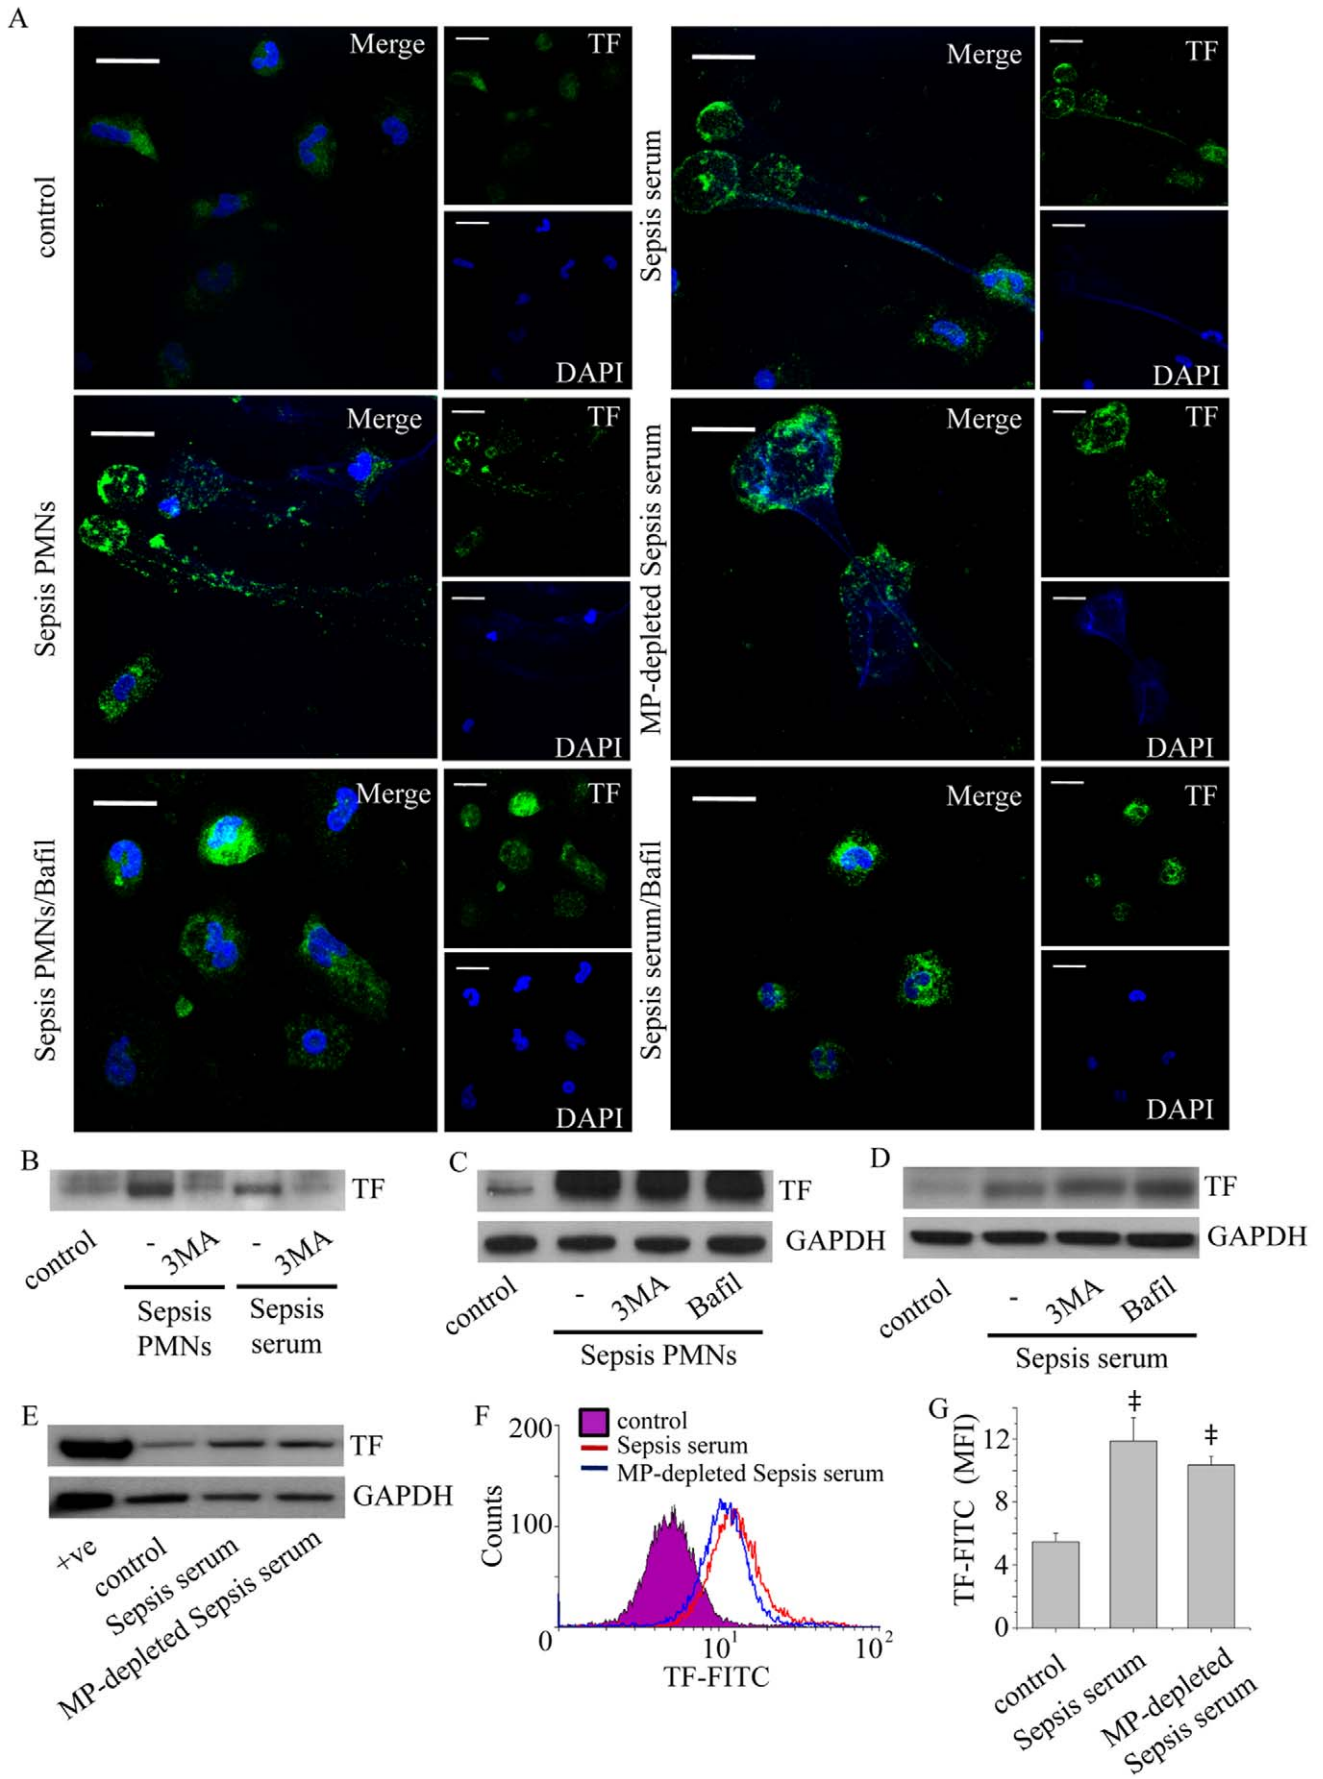 A
control
Merge
TF
DAPI
Sepsis serum
Merge
TF
DAPI
Sepsis PMNs
Merge
TF
DAPI
MP-depleted Sepsis serum
Merge
TF
DAPI
Sepsis PMNs/Bafil
Merge
TF
DAPI
Sepsis serum/Bafil
Merge
TF
DAPI
B
TF
control - 3MA - 3MA
Sepsis
PMNs
Sepsis
serum
C
TF
GAPDH
control - 3MA Bafil
Sepsis PMNs
D
TF
GAPDH
control - 3MA Bafil
Sepsis serum
E
TF
GAPDH
+ve
control
Sepsis serum
MP-depleted Sepsis serum
F
control
Sepsis serum
MP-depleted Sepsis serum
Counts
200
100
0
10¹
10²
TF-FITC
G
TF-FITC (MFI)
12
8
4
0
‡
‡
control
Sepsis serum
MP-depleted
Sepsis serum